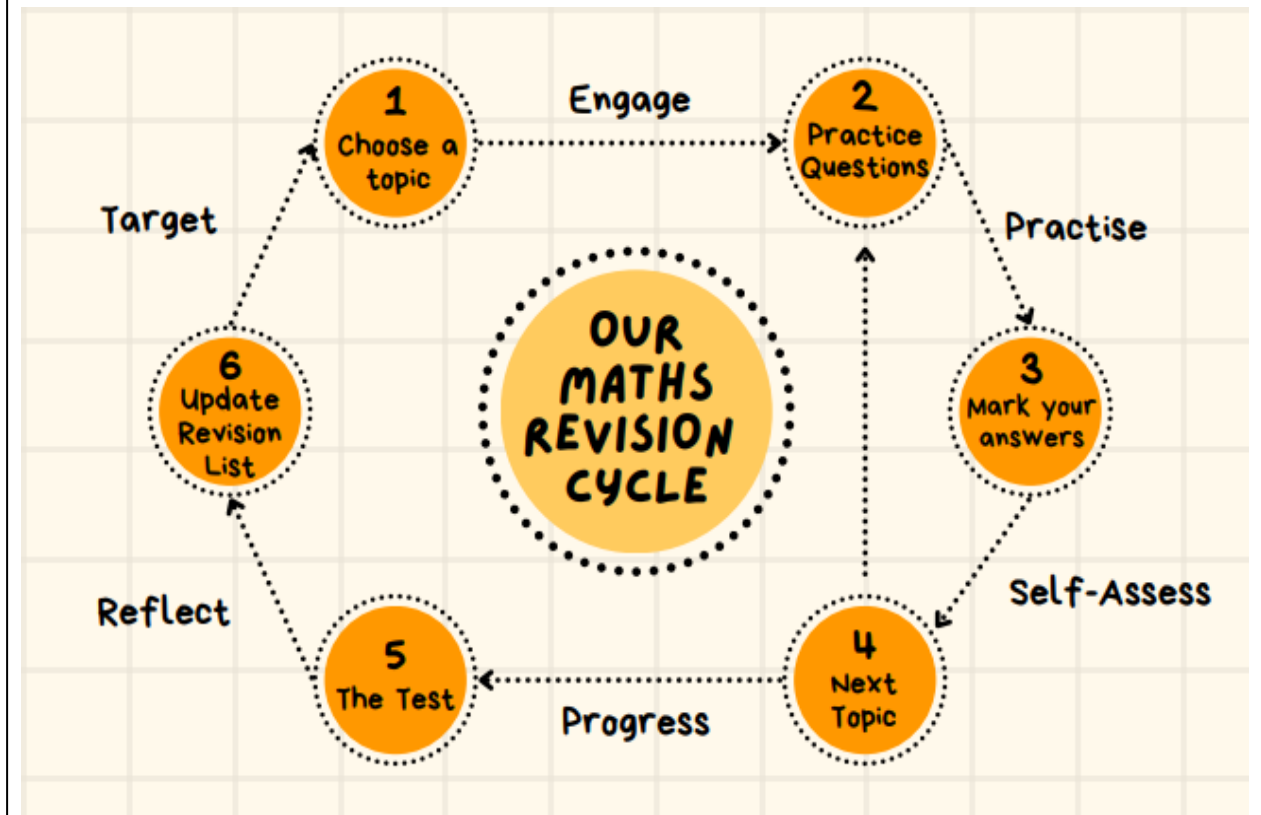 1
Choose a
topic
Engage
2
Practice
Questions
Practise
Target
OUR
MATHS
REVISION
CYCLE
3
Mark your
answers
6
Update
Revision
List
Self-Assess
Reflect
4
Next
Topic
5
The Test
Progress